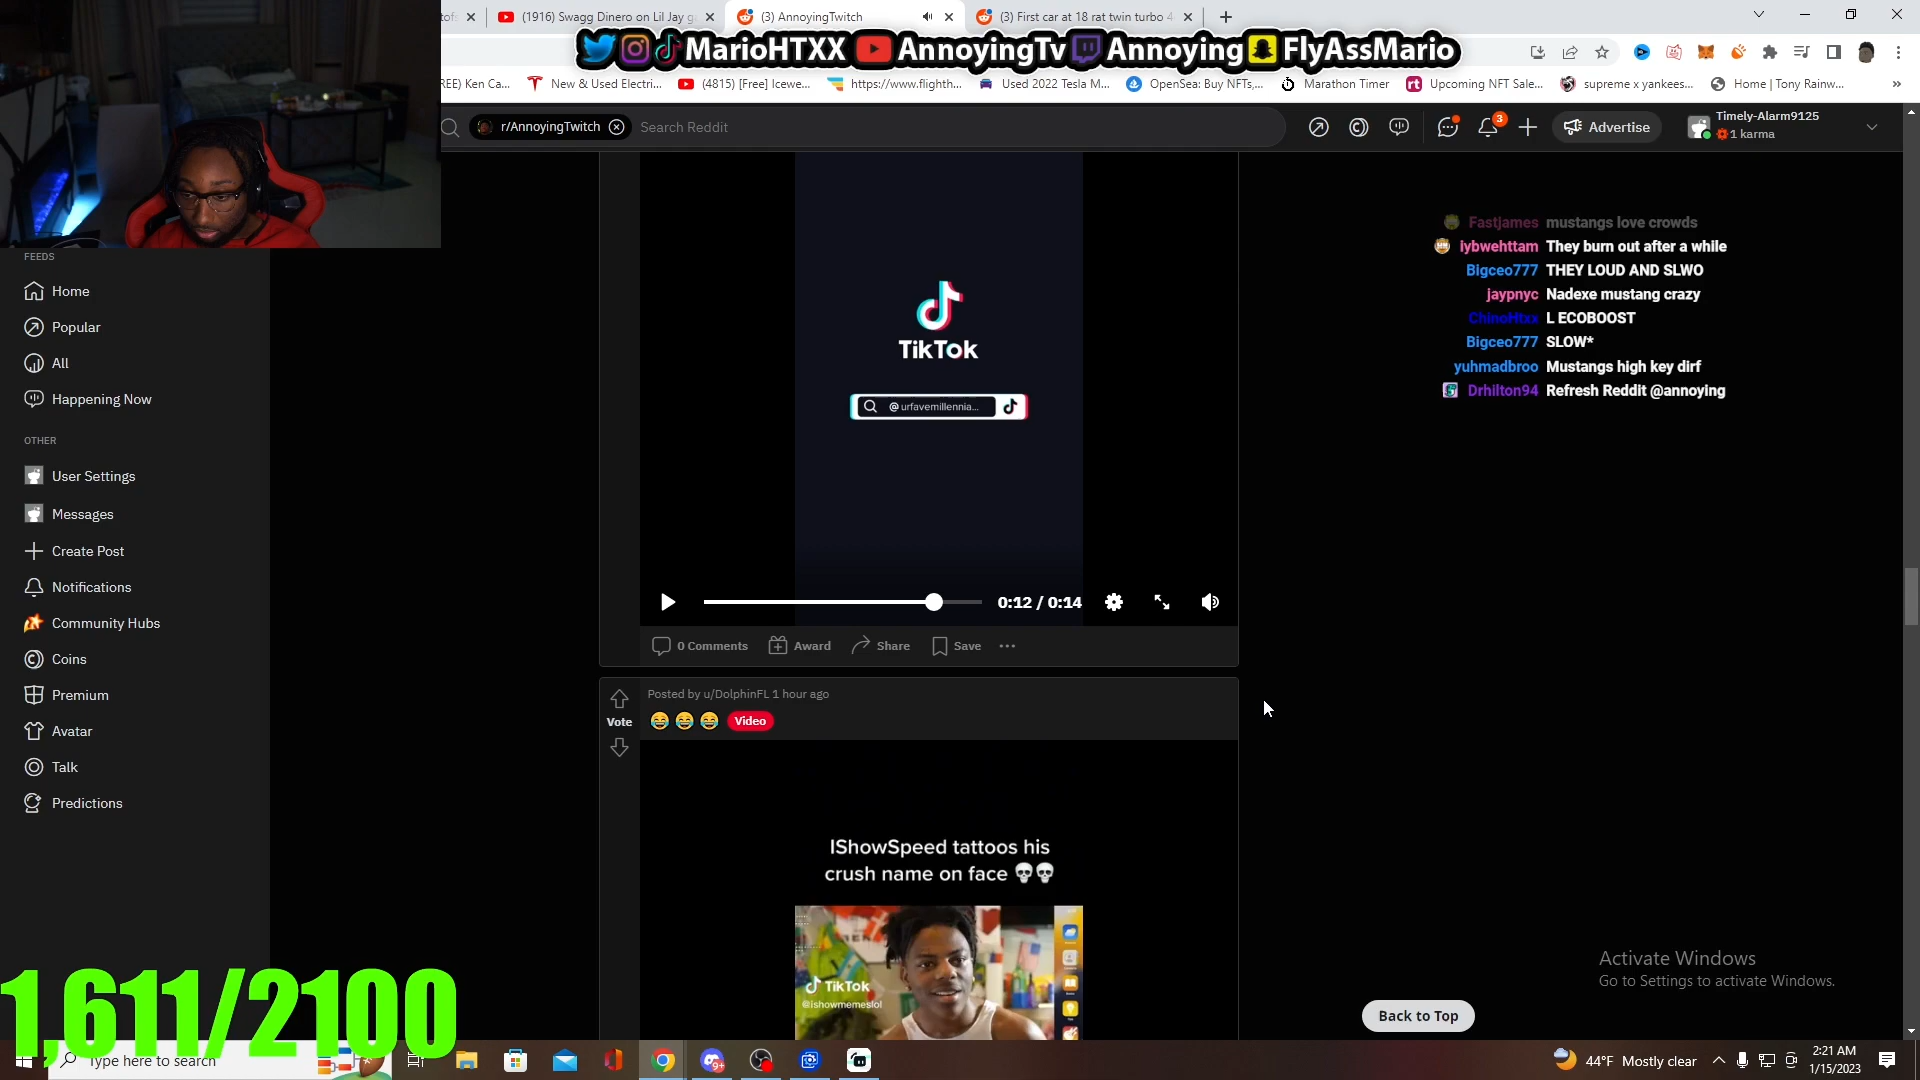 (1916) Swagg Dinero on Lil Jay g
(3) AnnoyingTwitch
(3) First car at 18 rat twin turbo 4
MarioHTXX AnnoyingTv Annoying FlyAssMario
REE) Ken Ca...
New & Used Electri...
(4815) [Free] Icewe...
https://www.flighth...
Used 2022 Tesla M...
OpenSea: Buy NFTs,...
Marathon Timer
Upcoming NFT Sale...
supreme x yankees...
Home | Tony Rainw...
»
r/AnnoyingTwitch
Search Reddit
3
Advertise
Timely-Alarm9125
1 karma
FEEDS
Home
Popular
All
Happening Now
OTHER
User Settings
Messages
Create Post
Notifications
Community Hubs
Coins
Premium
Avatar
Talk
Predictions
TikTok
@urfavemillennia...
0:12 / 0:14
0 Comments
Award
Share
Save
Posted by u/DolphinFL 1 hour ago
Vote
😂 😂 😂 Video
IShowSpeed tattoos his
crush name on face 💀💀
TikTok
@ishowmemeslol
Fastjames mustangs love crowds
iybwehttam They burn out after a while
Bigceo777 THEY LOUD AND SLWO
jaypnyc Nadexe mustang crazy
ChinoHtxx L ECOBOOST
Bigceo777 SLOW*
yuhmadbroo Mustangs high key dirf
Drhilton94 Refresh Reddit @annoying
Activate Windows
Go to Settings to activate Windows.
Back to Top
1,611/2100
Type here to search
9+
44°F Mostly clear
2:21 AM
1/15/2023